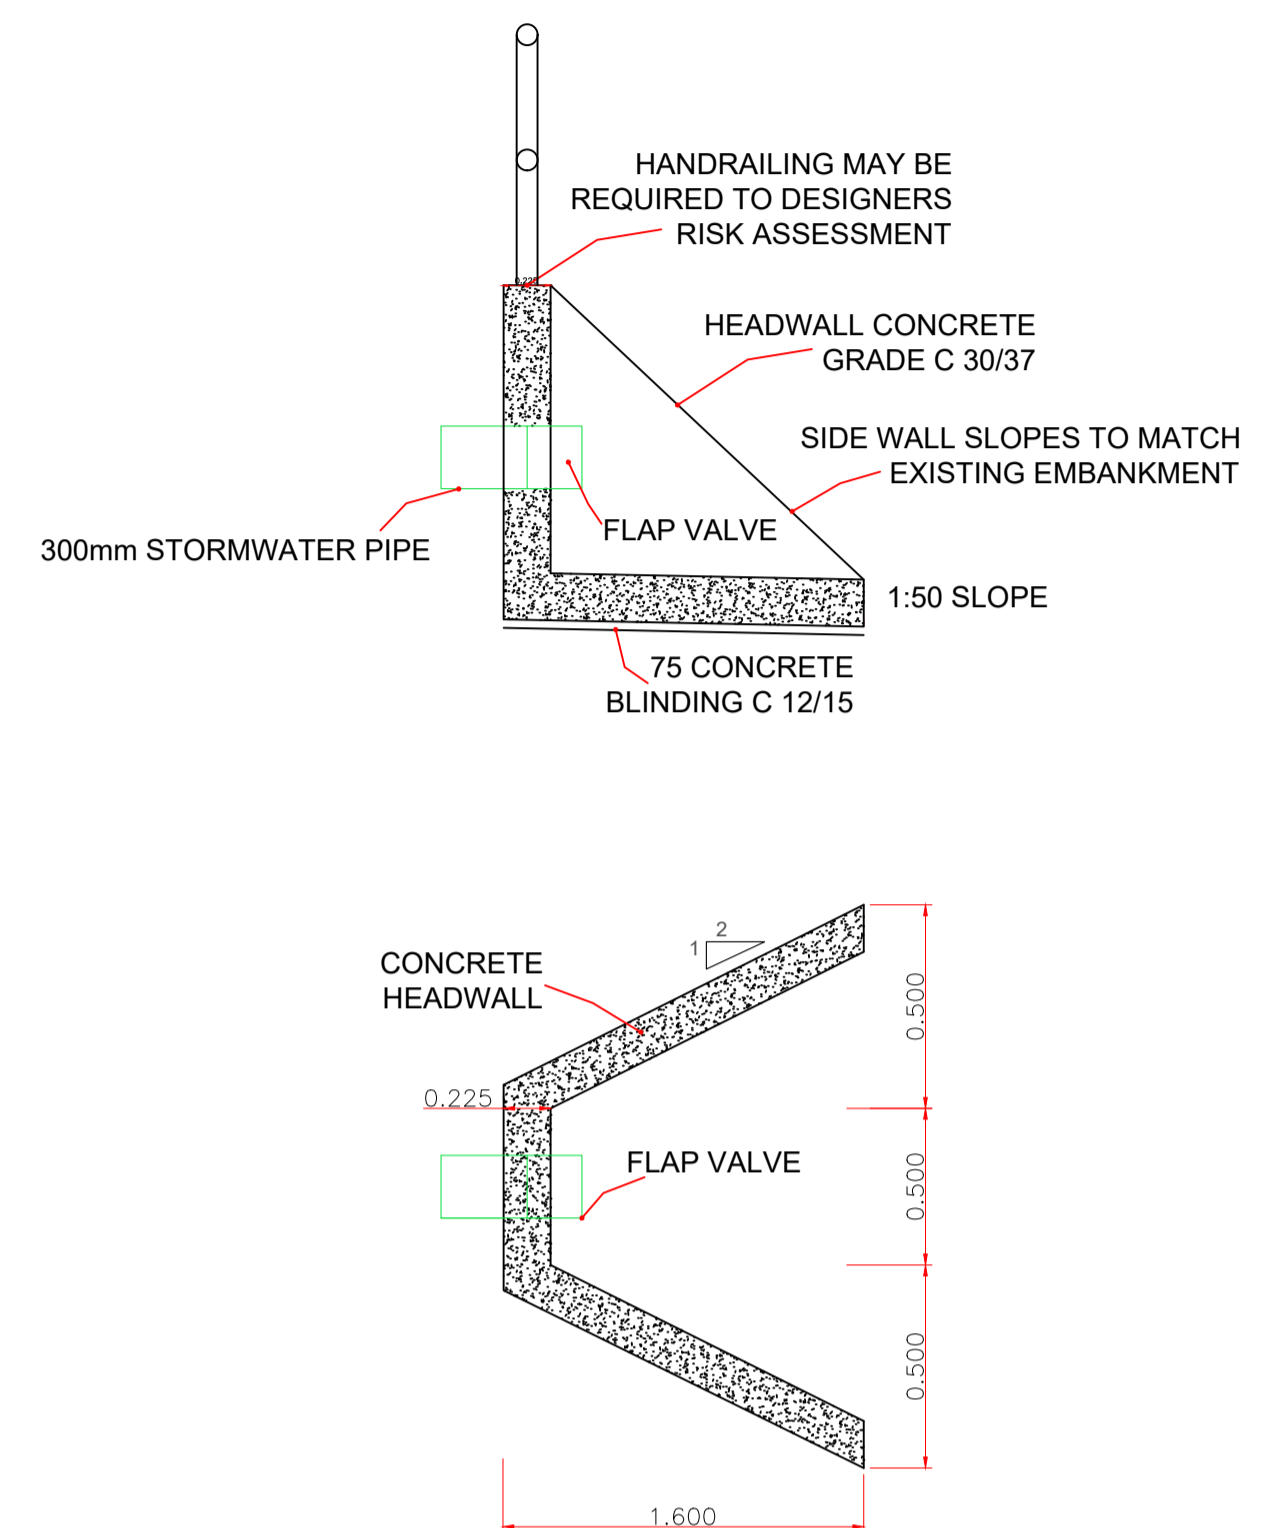 HANDRAILING MAY BE
REQUIRED TO DESIGNERS
RISK ASSESSMENT
0.225
HEADWALL CONCRETE
GRADE C 30/37
SIDE WALL SLOPES TO MATCH
EXISTING EMBANKMENT
FLAP VALVE
300mm STORMWATER PIPE
1:50 SLOPE
75 CONCRETE
BLINDING C 12/15
2
1
CONCRETE
HEADWALL
0.500
0.225
FLAP VALVE
0.500
0.500
1.600